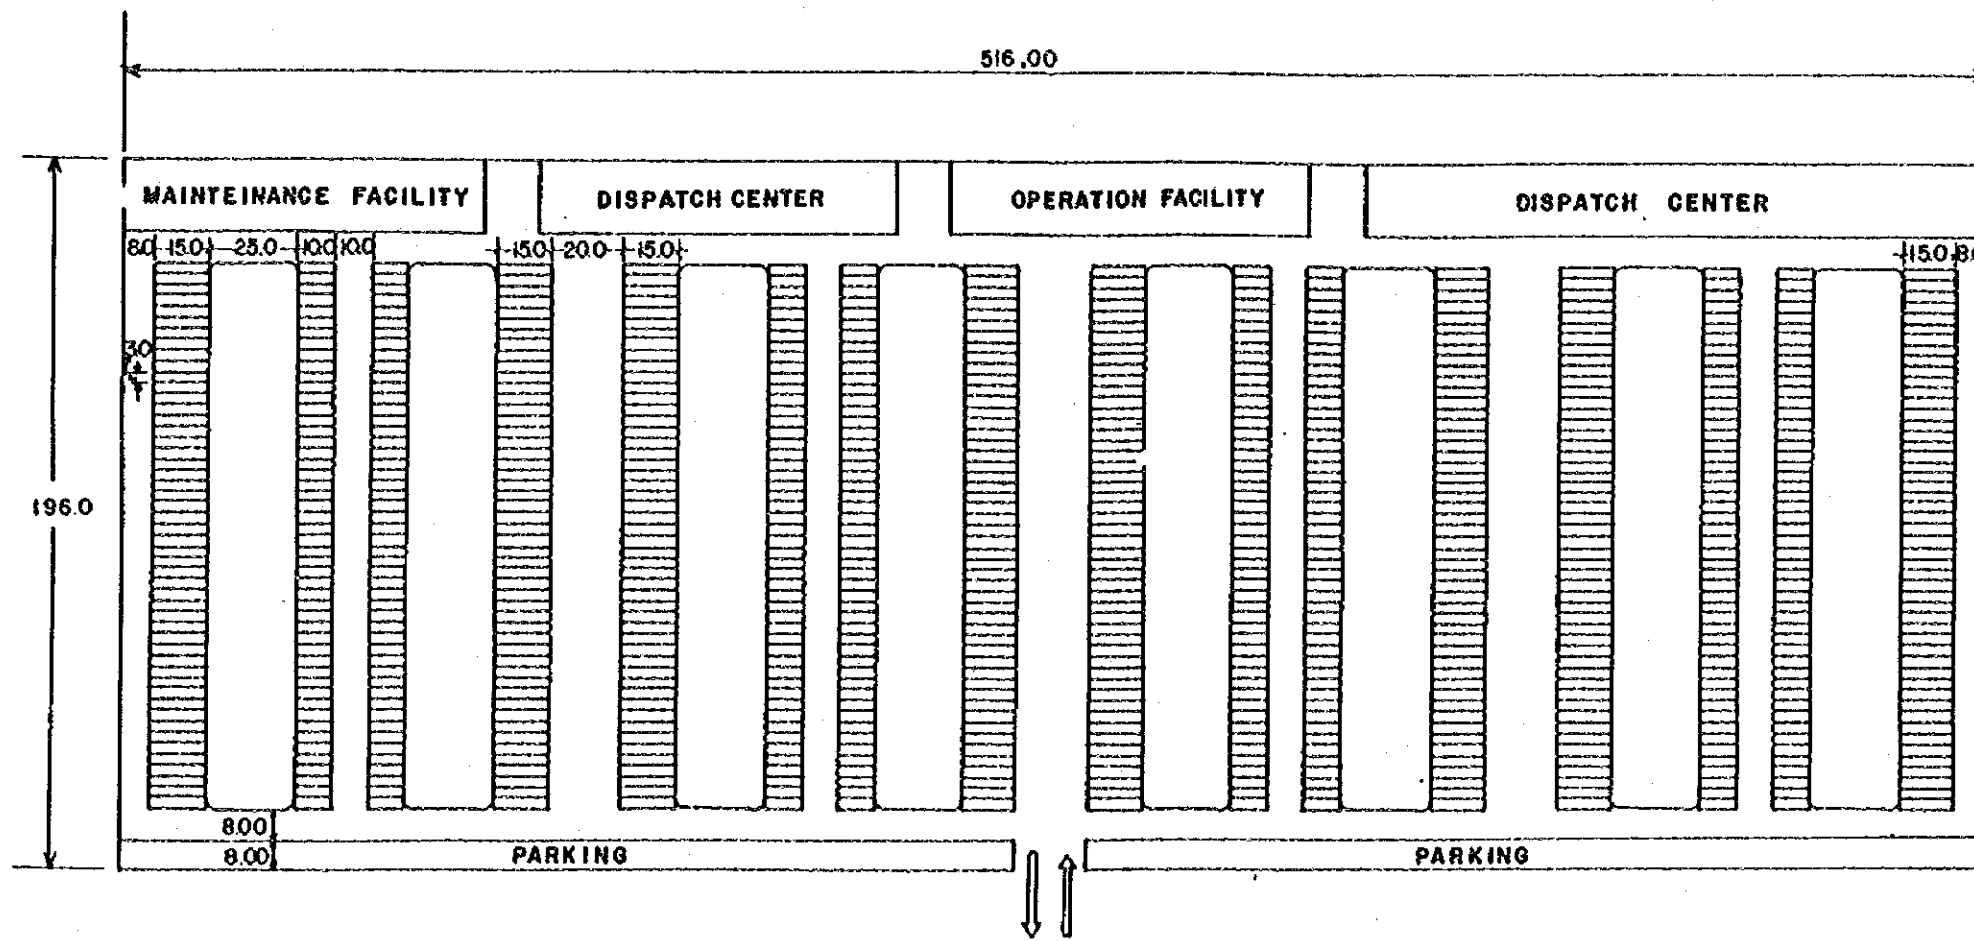 516.00
MAINTEINANCE FACILITY
DISPATCH CENTER
OPERATION FACILITY
DISPATCH CENTER
8.0 15.0 25.0 10.0 10.0 15.0 20.0 15.0 15.0 8.0
3.0
196.0
8.00
8.00 PARKING PARKING